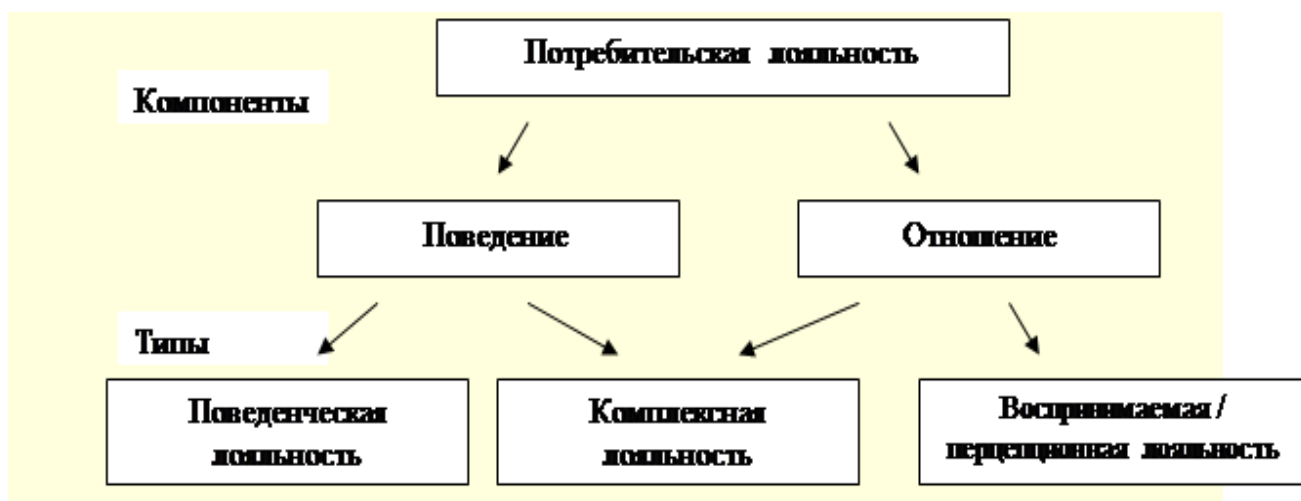 Потребительская лояльность
Компоненты
Поведение
Отношение
Типы
Поведенческая
лояльность
Комплексная
лояльность
Воспринимаемая /
перцепционная лояльность